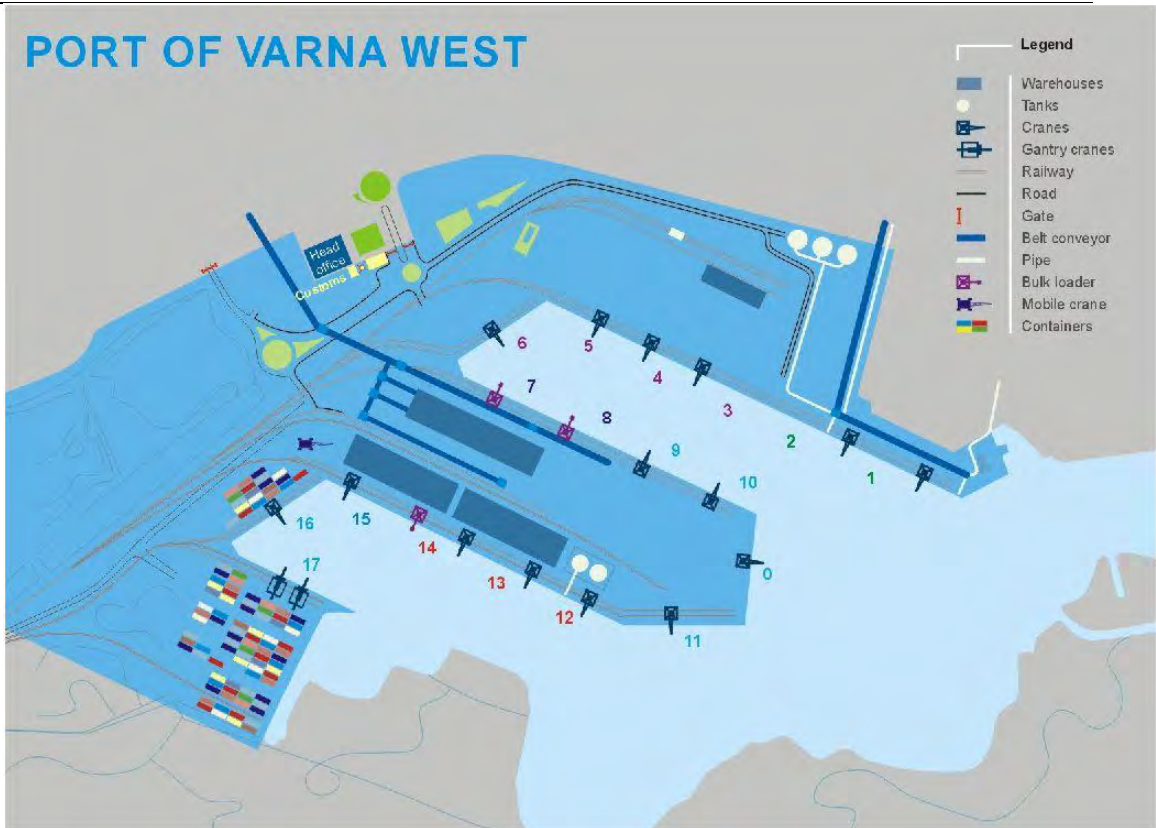 PORT OF VARNA WEST
Legend
Warehouses
Tanks
Cranes
Gantry cranes
Railway
Road
Gate
Belt conveyor
Pipe
Bulk loader
Mobile crane
Containers
Head
office
Customs
6
5
4
3
2
1
7
8
9
10
0
16
15
14
13
12
11
17